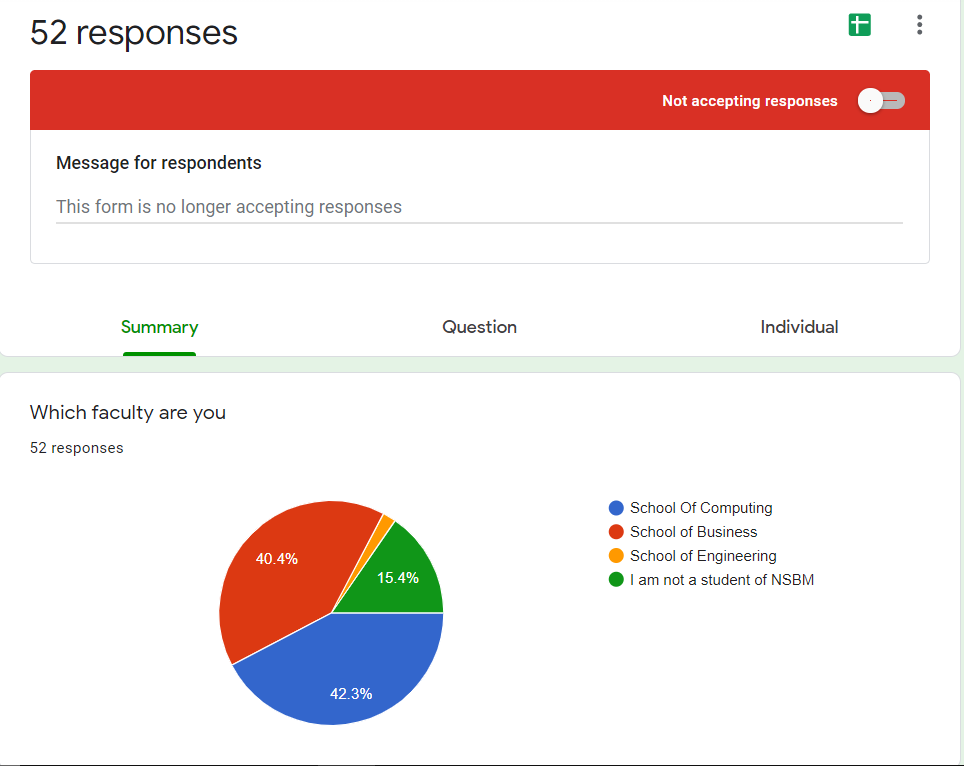 52 responses
Not accepting responses
Message for respondents
This form is no longer accepting responses
Summary
Question
Individual
Which faculty are you
52 responses
40.4%
15.4%
42.3%
School Of Computing
School of Business
School of Engineering
I am not a student of NSBM